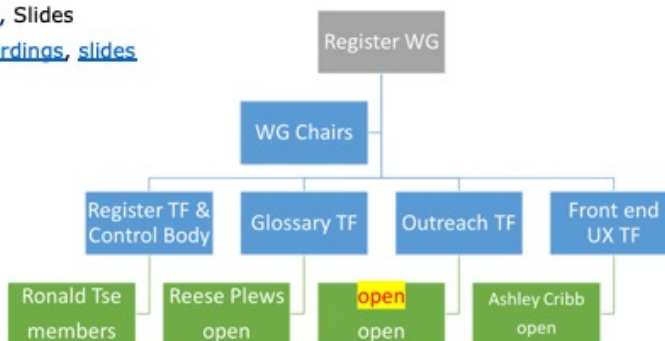 , Slides
rdings, slides
Register WG
WG Chairs
Register TF &
Control Body
Glossary TF
Outreach TF
Front end
UX TF
Ronald Tse
members
Reese Plews
open
open
open
Ashley Cribb
open